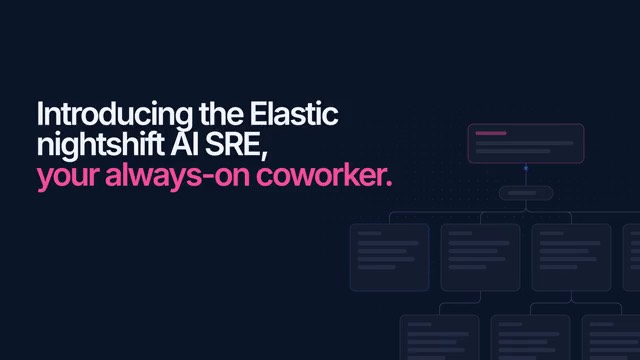 Introducing the Elastic
nightshift AI SRE,
your always-on coworker.